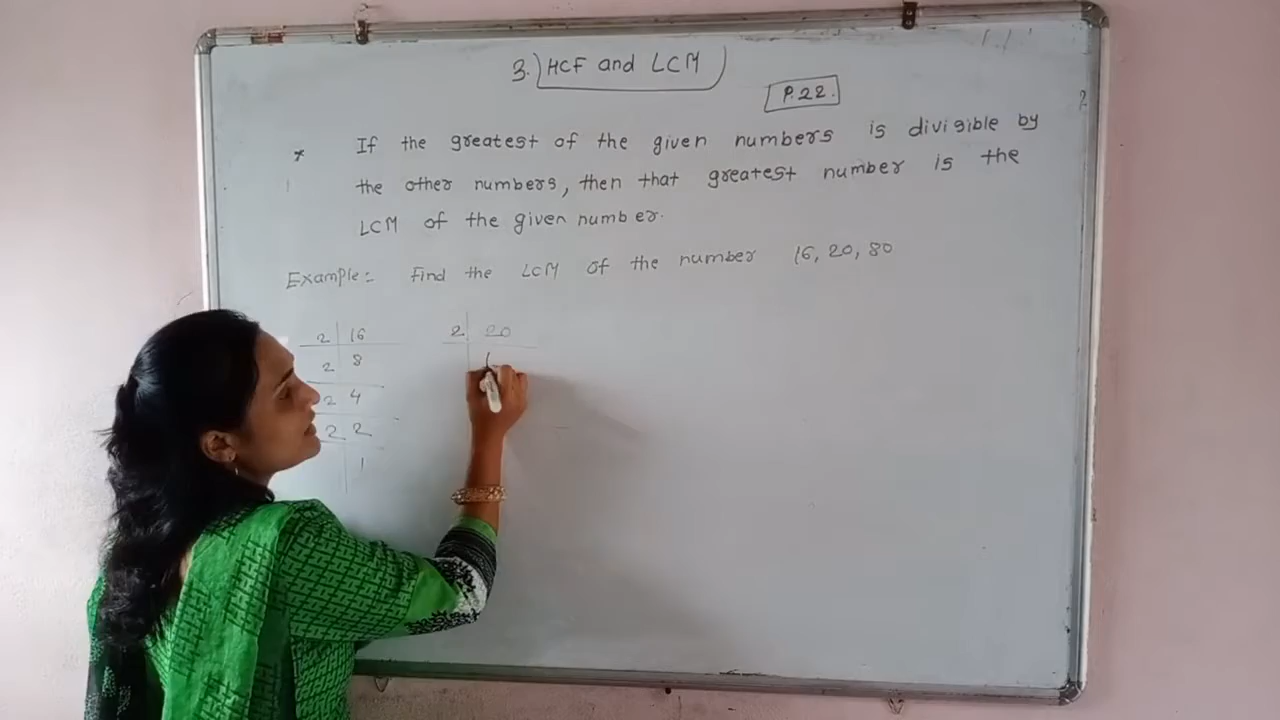 3. HCF and LCM
P.22.
* If the greatest of the given numbers is divisible by
the other numbers, then that greatest number is the
LCM of the given number.
Example:- Find the LCM of the number 16, 20, 80
2 16
2 8
2 4
2 2
1
2 20
1